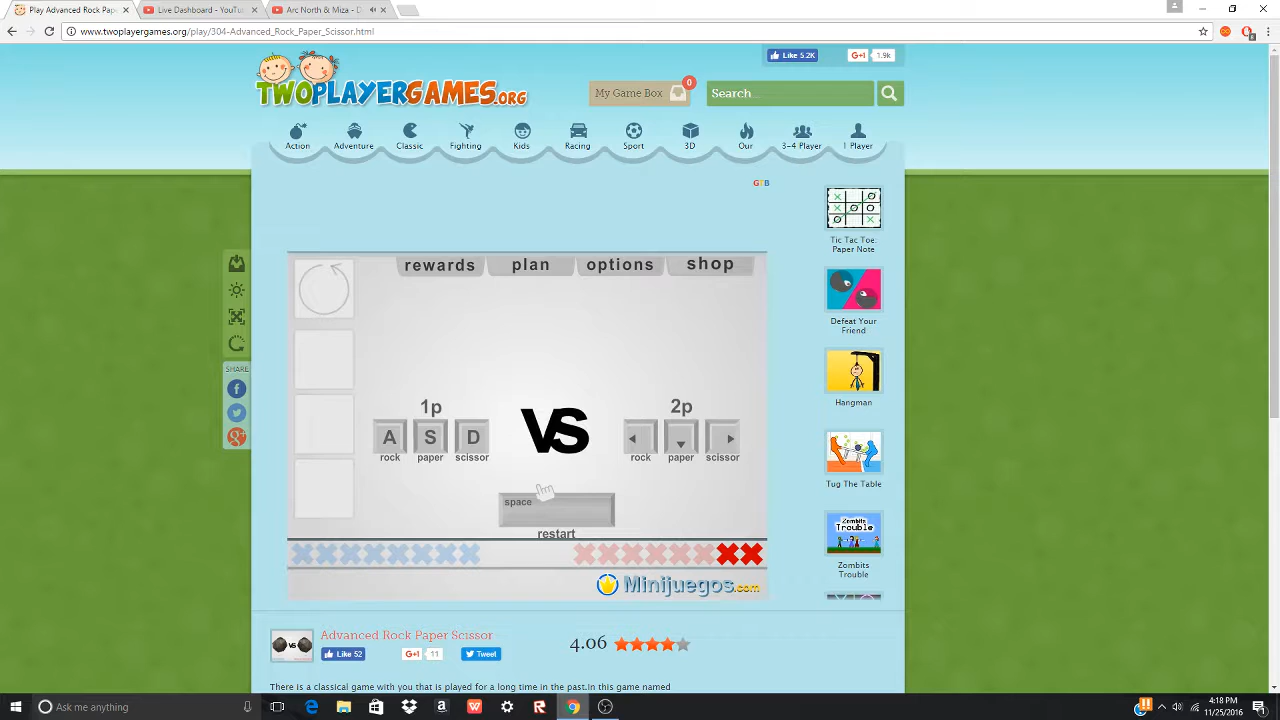 Play Advanced Rock Pape
Live Dashboard - YouTu
Arc North & Miza - D
www.twoplayergames.org/play/304-Advanced_Rock_Paper_Scissor.html
TWOPLAYERGAMES.ORG
My Game Box
0
Search...
Like 5.2K
G+1
1.9k
Action
Adventure
Classic
Fighting
Kids
Racing
Sport
3D
Our
3-4 Player
1 Player
GTB
rewards
plan
options
shop
1p
VS
2p
A
S
D
rock
paper
scissor
rock
paper
scissor
space
restart
Minijuegos.com
SHARE
Tic Tac Toe:
Paper Note
Defeat Your
Friend
Hangman
Tug The Table
Zombits
Trouble
Zombits
Trouble
VS
Advanced Rock Paper Scissor
Like 52
G+1
11
Tweet
4.06
There is a classical game with you that is played for a long time in the past.In this game named
Ask me anything
4:18 PM
11/25/2016